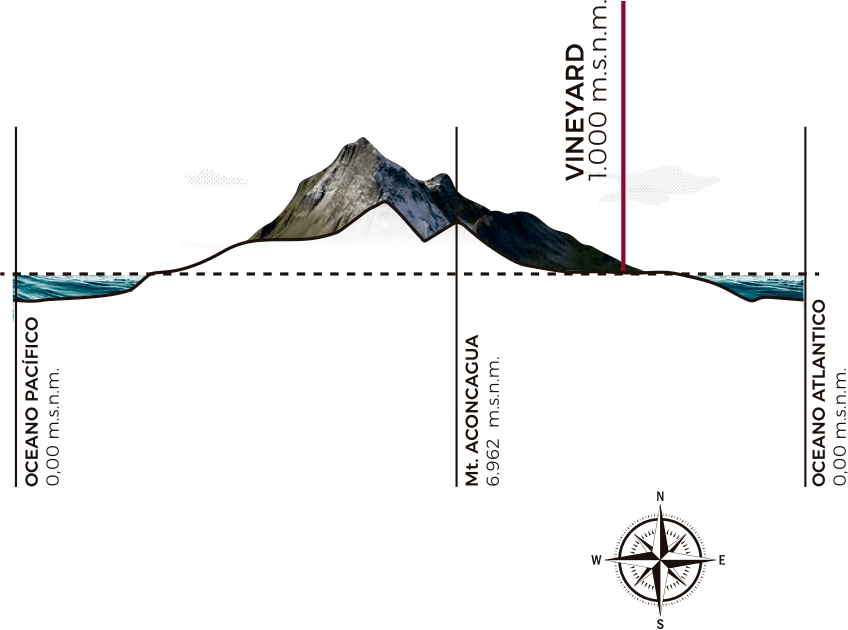 VINEYARD
1.000 m.s.n.m.
OCEANO PACÍFICO
0,00 m.s.n.m.
Mt. ACONCAGUA
6.962 m.s.n.m.
OCEANO ATLANTICO
0,00 m.s.n.m.
N
W
E
S